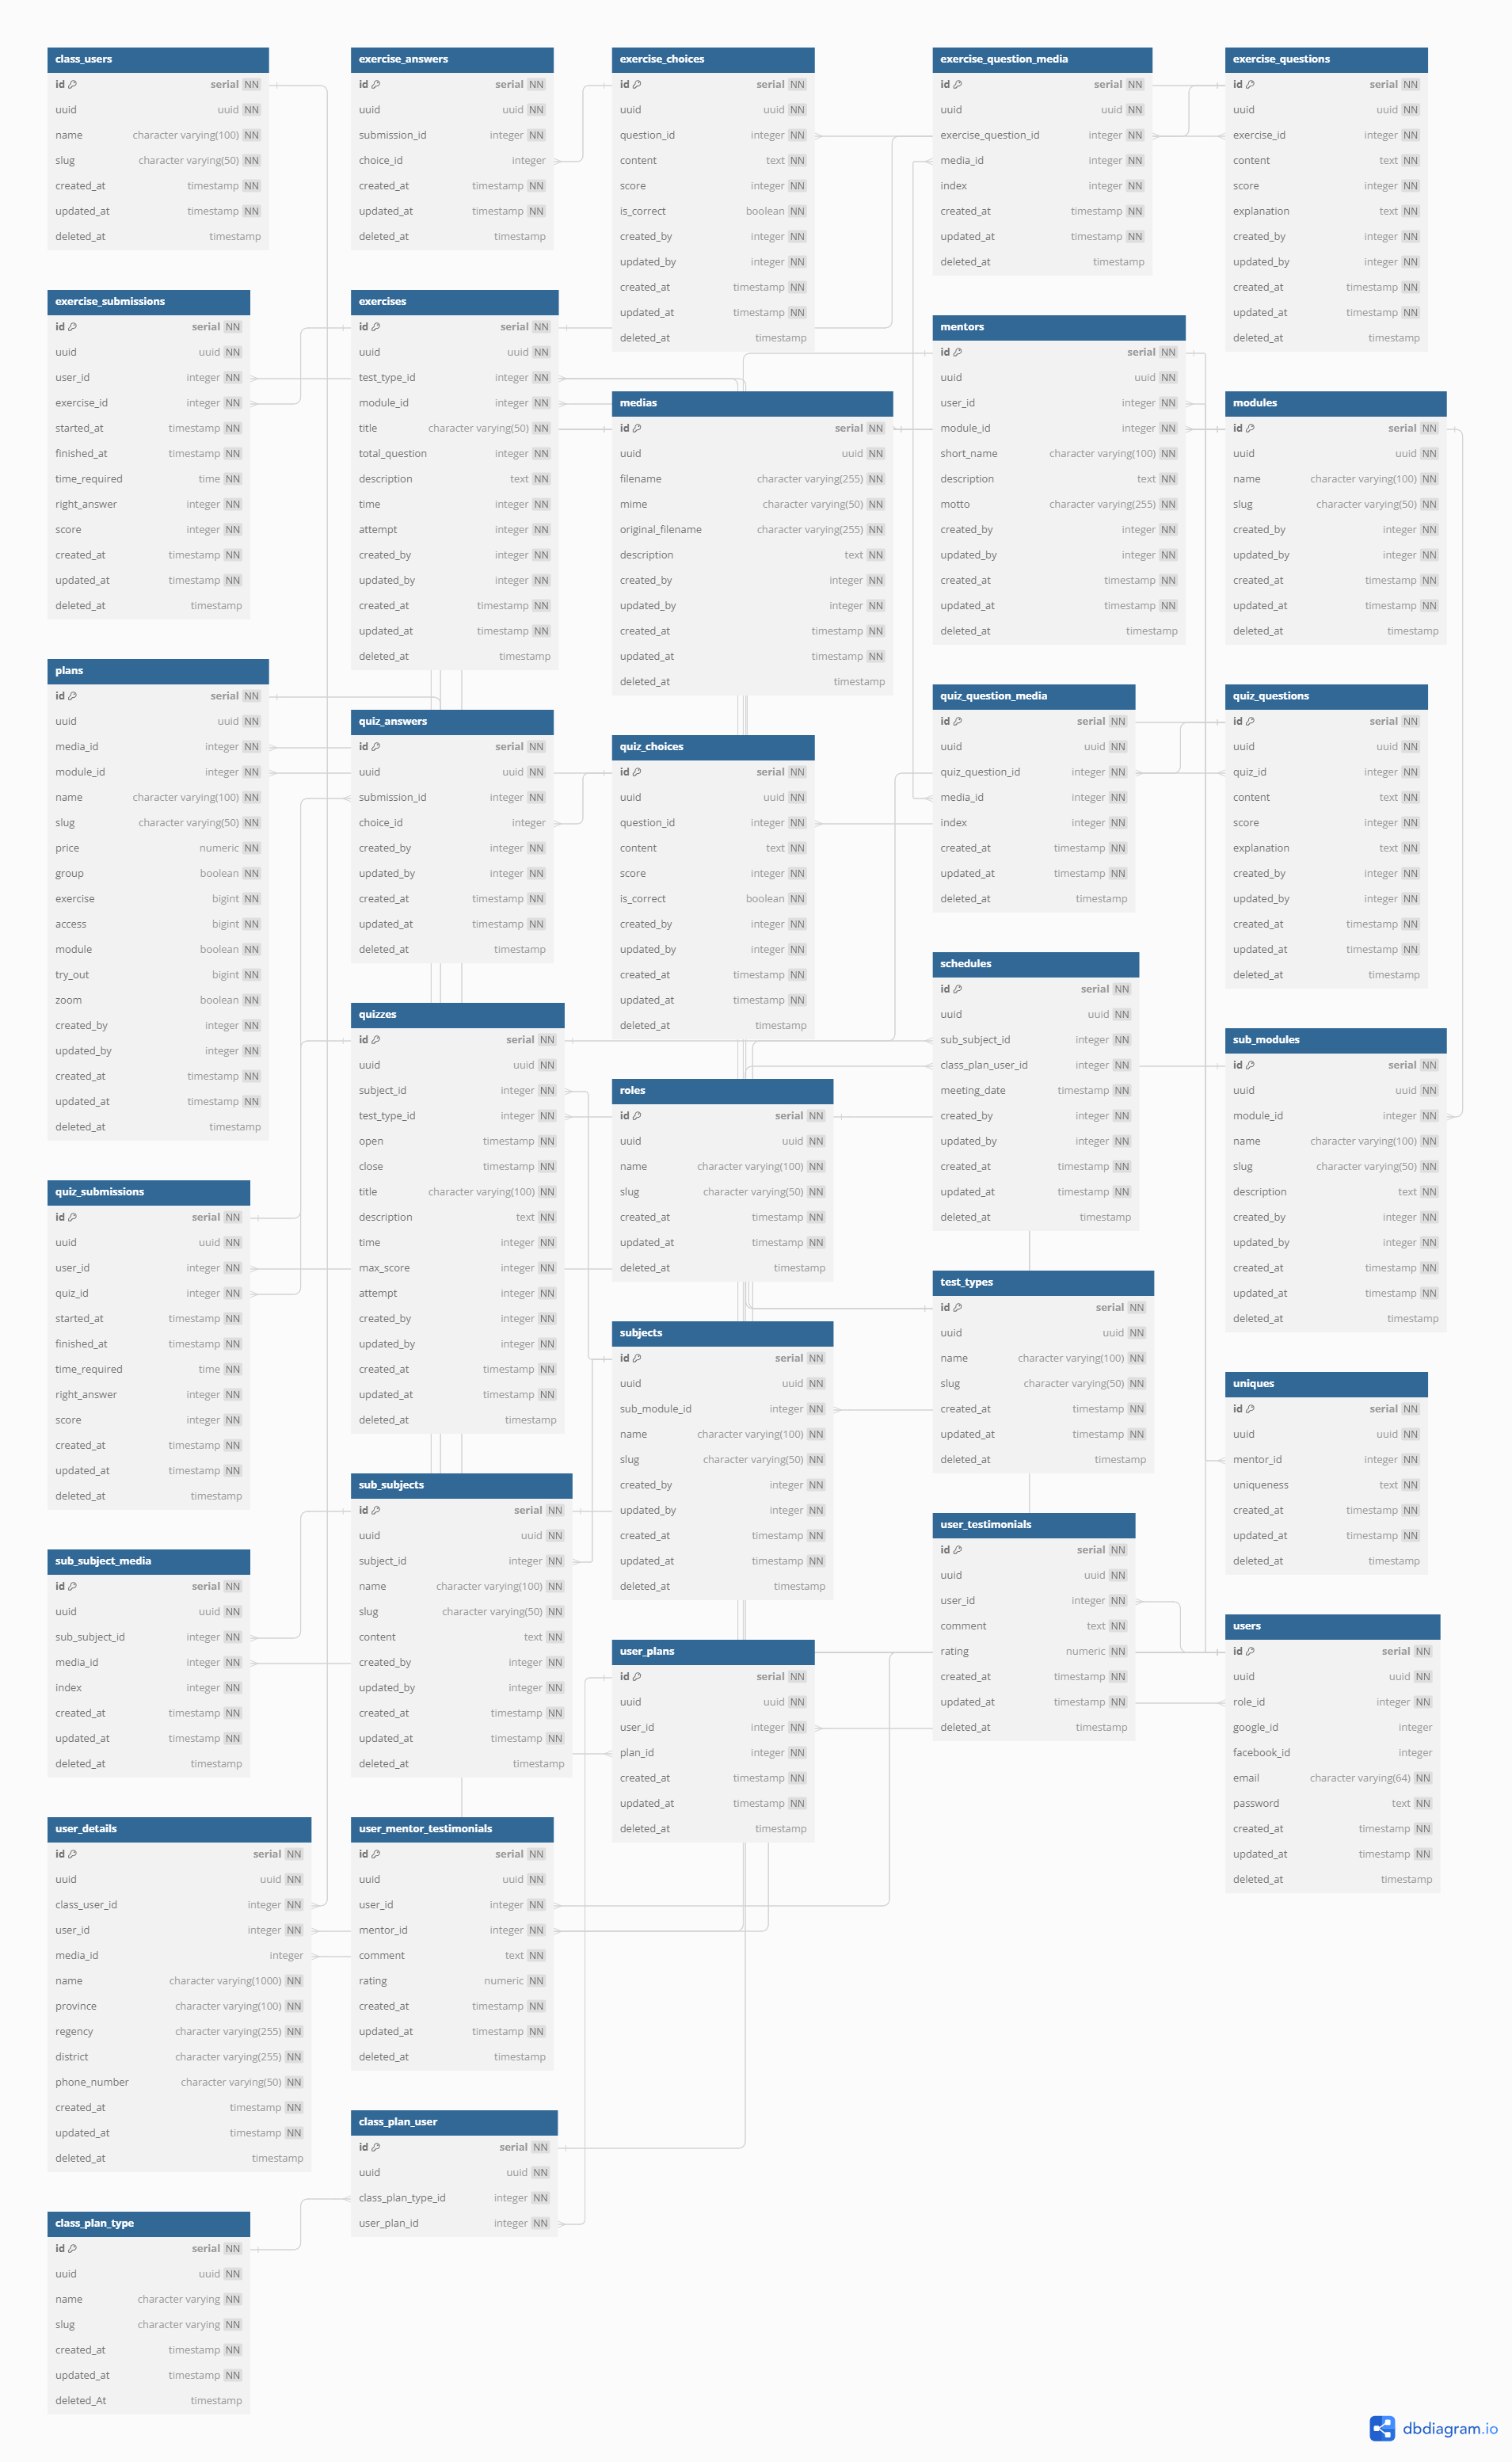 class_users
id serial NN
uuid uuid NN
name character varying(100) NN
slug character varying(50) NN
created_at timestamp NN
updated_at timestamp NN
deleted_at timestamp
exercise_answers
id serial NN
uuid uuid NN
submission_id integer NN
choice_id integer
created_at timestamp NN
updated_at timestamp NN
deleted_at timestamp
exercise_choices
id serial NN
uuid uuid NN
question_id integer NN
content text NN
score integer NN
is_correct boolean NN
created_by integer NN
updated_by integer NN
created_at timestamp NN
updated_at timestamp NN
deleted_at timestamp
exercise_question_media
id serial NN
uuid uuid NN
exercise_question_id integer NN
media_id integer NN
index integer NN
created_at timestamp NN
updated_at timestamp NN
deleted_at timestamp
exercise_questions
id serial NN
uuid uuid NN
exercise_id integer NN
content text NN
score integer NN
explanation text NN
created_by integer NN
updated_by integer NN
created_at timestamp NN
updated_at timestamp NN
deleted_at timestamp
exercise_submissions
id serial NN
uuid uuid NN
user_id integer NN
exercise_id integer NN
started_at timestamp NN
finished_at timestamp NN
time_required time NN
right_answer integer NN
score integer NN
created_at timestamp NN
updated_at timestamp NN
deleted_at timestamp
exercises
id serial NN
uuid uuid NN
test_type_id integer NN
module_id integer NN
title character varying(50) NN
total_question integer NN
description text NN
time integer NN
attempt integer NN
created_by integer NN
updated_by integer NN
created_at timestamp NN
updated_at timestamp NN
deleted_at timestamp
medias
id serial NN
uuid uuid NN
filename character varying(255) NN
mime character varying(50) NN
original_filename character varying(255) NN
description text NN
created_by integer NN
updated_by integer NN
created_at timestamp NN
updated_at timestamp NN
deleted_at timestamp
mentors
id serial NN
uuid uuid NN
user_id integer NN
module_id integer NN
short_name character varying(100) NN
description text NN
motto character varying(255) NN
created_by integer NN
updated_by integer NN
created_at timestamp NN
updated_at timestamp NN
deleted_at timestamp
modules
id serial NN
uuid uuid NN
name character varying(100) NN
slug character varying(50) NN
created_by integer NN
updated_by integer NN
created_at timestamp NN
updated_at timestamp NN
deleted_at timestamp
plans
id serial NN
uuid uuid NN
media_id integer NN
module_id integer NN
name character varying(100) NN
slug character varying(50) NN
price numeric NN
group boolean NN
exercise bigint NN
access bigint NN
module boolean NN
try_out bigint NN
zoom boolean NN
created_by integer NN
updated_by integer NN
created_at timestamp NN
updated_at timestamp NN
deleted_at timestamp
quiz_answers
id serial NN
uuid uuid NN
submission_id integer NN
choice_id integer
created_by integer NN
updated_by integer NN
created_at timestamp NN
updated_at timestamp NN
deleted_at timestamp
quiz_choices
id serial NN
uuid uuid NN
question_id integer NN
content text NN
score integer NN
is_correct boolean NN
created_by integer NN
updated_by integer NN
created_at timestamp NN
updated_at timestamp NN
deleted_at timestamp
quiz_question_media
id serial NN
uuid uuid NN
quiz_question_id integer NN
media_id integer NN
index integer NN
created_at timestamp NN
updated_at timestamp NN
deleted_at timestamp
quiz_questions
id serial NN
uuid uuid NN
quiz_id integer NN
content text NN
score integer NN
explanation text NN
created_by integer NN
updated_by integer NN
created_at timestamp NN
updated_at timestamp NN
deleted_at timestamp
quiz_submissions
id serial NN
uuid uuid NN
user_id integer NN
quiz_id integer NN
started_at timestamp NN
finished_at timestamp NN
time_required time NN
right_answer integer NN
score integer NN
created_at timestamp NN
updated_at timestamp NN
deleted_at timestamp
quizzes
id serial NN
uuid uuid NN
subject_id integer NN
test_type_id integer NN
open timestamp NN
close timestamp NN
title character varying(100) NN
description text NN
time integer NN
max_score integer NN
attempt integer NN
created_by integer NN
updated_by integer NN
created_at timestamp NN
updated_at timestamp NN
deleted_at timestamp
roles
id serial NN
uuid uuid NN
name character varying(100) NN
slug character varying(50) NN
created_at timestamp NN
updated_at timestamp NN
deleted_at timestamp
schedules
id serial NN
uuid uuid NN
sub_subject_id integer NN
class_plan_user_id integer NN
meeting_date timestamp NN
created_by integer NN
updated_by integer NN
created_at timestamp NN
updated_at timestamp NN
deleted_at timestamp
sub_modules
id serial NN
uuid uuid NN
module_id integer NN
name character varying(100) NN
slug character varying(50) NN
description text NN
created_by integer NN
updated_by integer NN
created_at timestamp NN
updated_at timestamp NN
deleted_at timestamp
sub_subject_media
id serial NN
uuid uuid NN
sub_subject_id integer NN
media_id integer NN
index integer NN
created_at timestamp NN
updated_at timestamp NN
deleted_at timestamp
sub_subjects
id serial NN
uuid uuid NN
subject_id integer NN
name character varying(100) NN
slug character varying(50) NN
content text NN
created_by integer NN
updated_by integer NN
created_at timestamp NN
updated_at timestamp NN
deleted_at timestamp
subjects
id serial NN
uuid uuid NN
sub_module_id integer NN
name character varying(100) NN
slug character varying(50) NN
created_by integer NN
updated_by integer NN
created_at timestamp NN
updated_at timestamp NN
deleted_at timestamp
test_types
id serial NN
uuid uuid NN
name character varying(100) NN
slug character varying(50) NN
created_at timestamp NN
updated_at timestamp NN
deleted_at timestamp
uniques
id serial NN
uuid uuid NN
mentor_id integer NN
uniqueness text NN
created_at timestamp NN
updated_at timestamp NN
deleted_at timestamp
user_details
id serial NN
uuid uuid NN
class_user_id integer NN
user_id integer NN
media_id integer
name character varying(1000) NN
province character varying(100) NN
regency character varying(255) NN
district character varying(255) NN
phone_number character varying(50) NN
created_at timestamp NN
updated_at timestamp NN
deleted_at timestamp
user_mentor_testimonials
id serial NN
uuid uuid NN
user_id integer NN
mentor_id integer NN
comment text NN
rating numeric NN
created_at timestamp NN
updated_at timestamp NN
deleted_at timestamp
user_plans
id serial NN
uuid uuid NN
user_id integer NN
plan_id integer NN
created_at timestamp NN
updated_at timestamp NN
deleted_at timestamp
user_testimonials
id serial NN
uuid uuid NN
user_id integer NN
comment text NN
rating numeric NN
created_at timestamp NN
updated_at timestamp NN
deleted_at timestamp
users
id serial NN
uuid uuid NN
role_id integer NN
google_id integer
facebook_id integer
email character varying(64) NN
password text NN
created_at timestamp NN
updated_at timestamp NN
deleted_at timestamp
class_plan_type
id serial NN
uuid uuid NN
name character varying NN
slug character varying NN
created_at timestamp NN
updated_at timestamp NN
deleted_At timestamp
class_plan_user
id serial NN
uuid uuid NN
class_plan_type_id integer NN
user_plan_id integer NN
dbdiagram.io